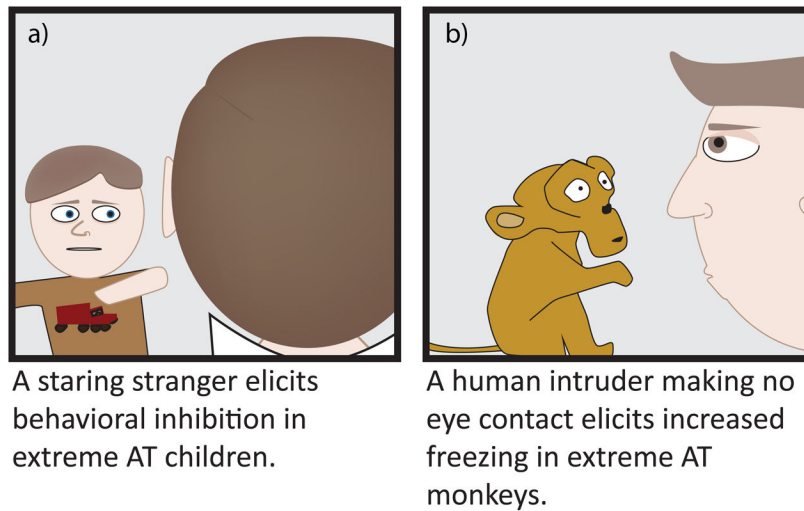 a)
b)
A staring stranger elicits
behavioral inhibition in
extreme AT children.
A human intruder making no
eye contact elicits increased
freezing in extreme AT
monkeys.